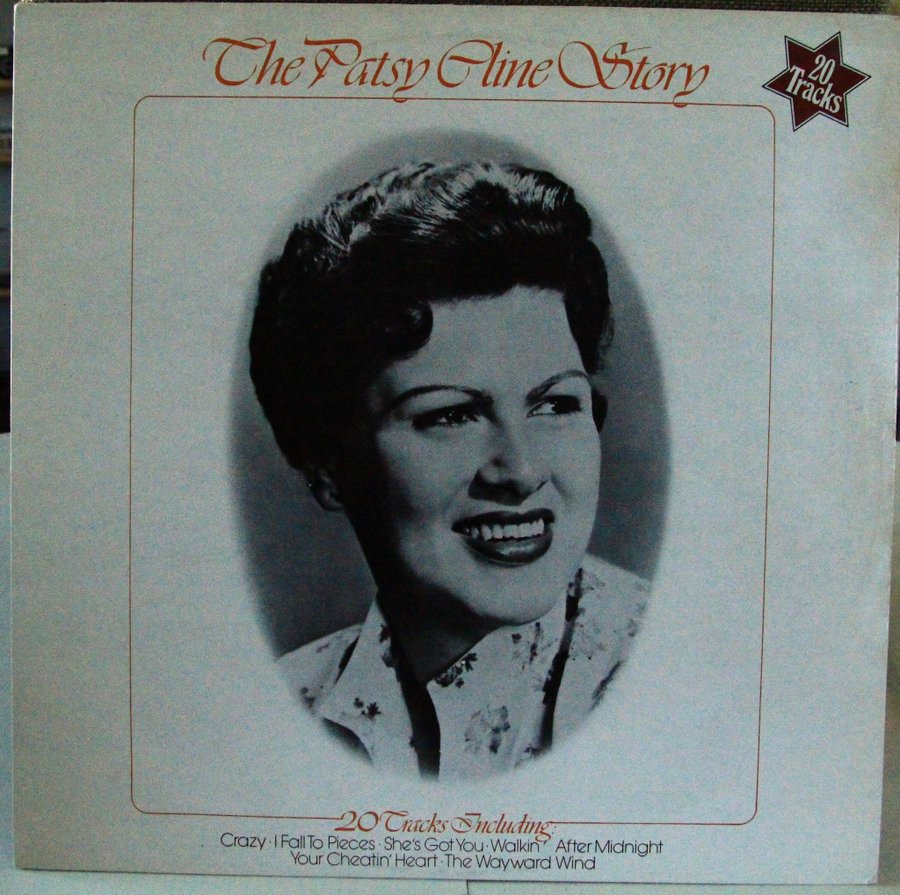 The Patsy Cline Story
20
Tracks
20 Tracks Including:
Crazy · I Fall To Pieces · She's Got You · Walkin' After Midnight
Your Cheatin' Heart · The Wayward Wind